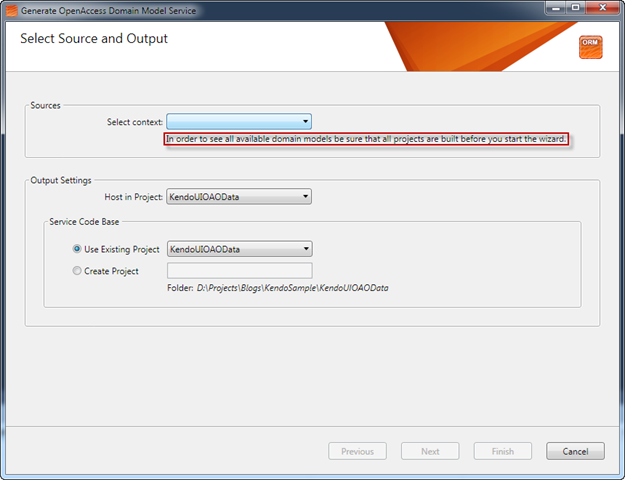 Generate OpenAccess Domain Model Service
Select Source and Output
ORM
Sources
Select context:
In order to see all available domain models be sure that all projects are built before you start the wizard.
Output Settings
Host in Project: KendoUIOAOData
Service Code Base
Use Existing Project KendoUIOAOData
Create Project
Folder: D:\Projects\Blogs\KendoSample\KendoUIOAOData
Previous Next Finish Cancel